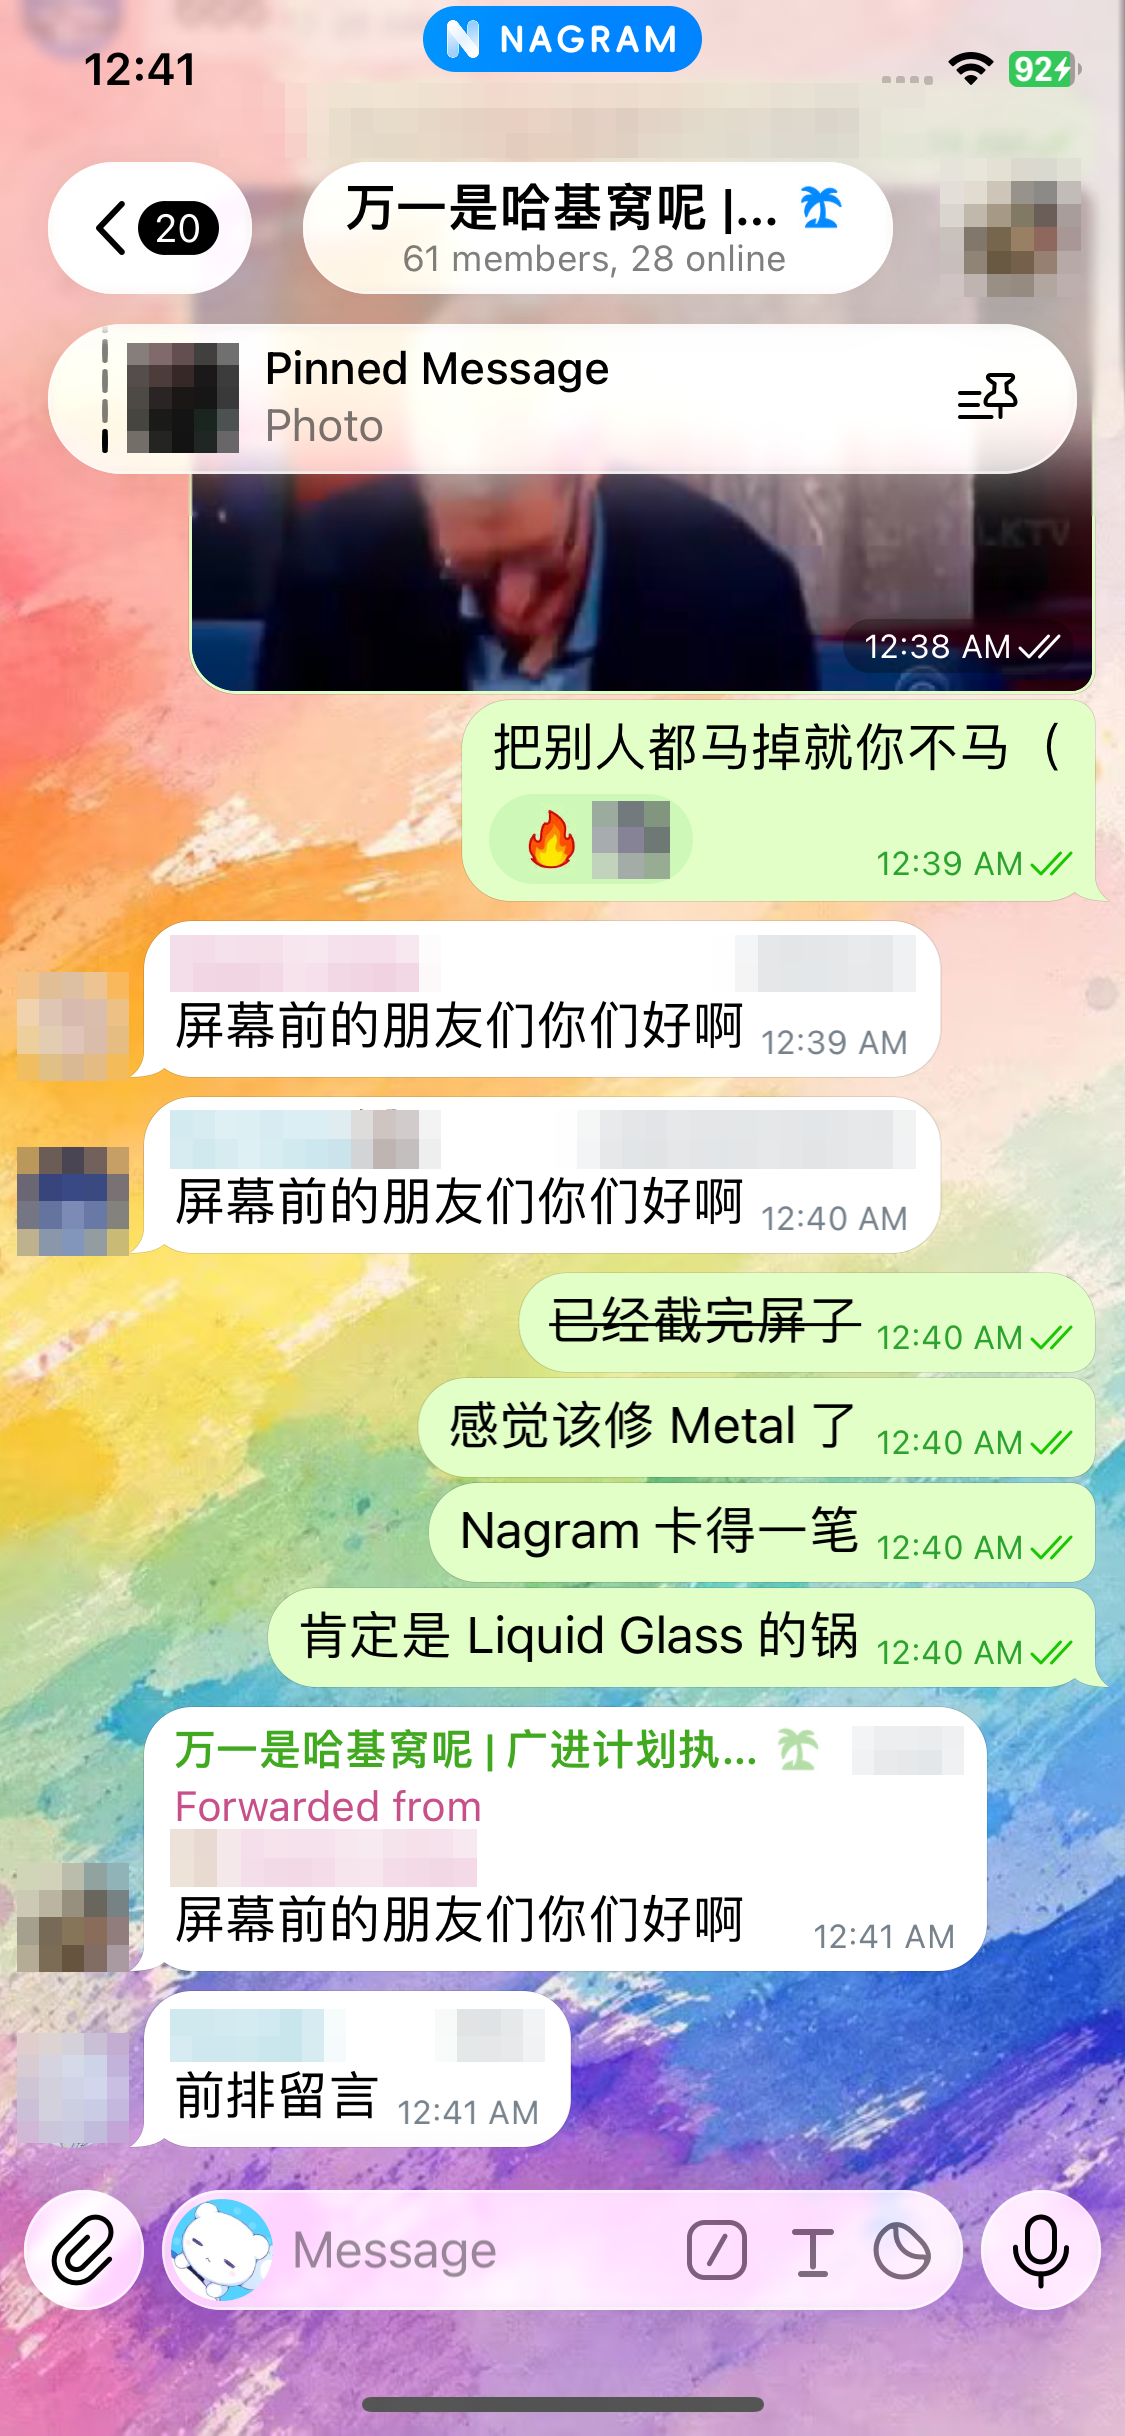 NAGRAM
12:41
92
20
万一是哈基窝呢 |...
61 members, 28 online
Pinned Message
Photo
LKTV
12:38 AM
把别人都马掉就你不马（
12:39 AM
屏幕前的朋友们你们好啊 12:39 AM
屏幕前的朋友们你们好啊 12:40 AM
已经截完屏了 12:40 AM
感觉该修 Metal 了 12:40 AM
Nagram 卡得一笔 12:40 AM
肯定是 Liquid Glass 的锅 12:40 AM
万一是哈基窝呢 | 广进计划执...
Forwarded from
屏幕前的朋友们你们好啊 12:41 AM
前排留言 12:41 AM
Message